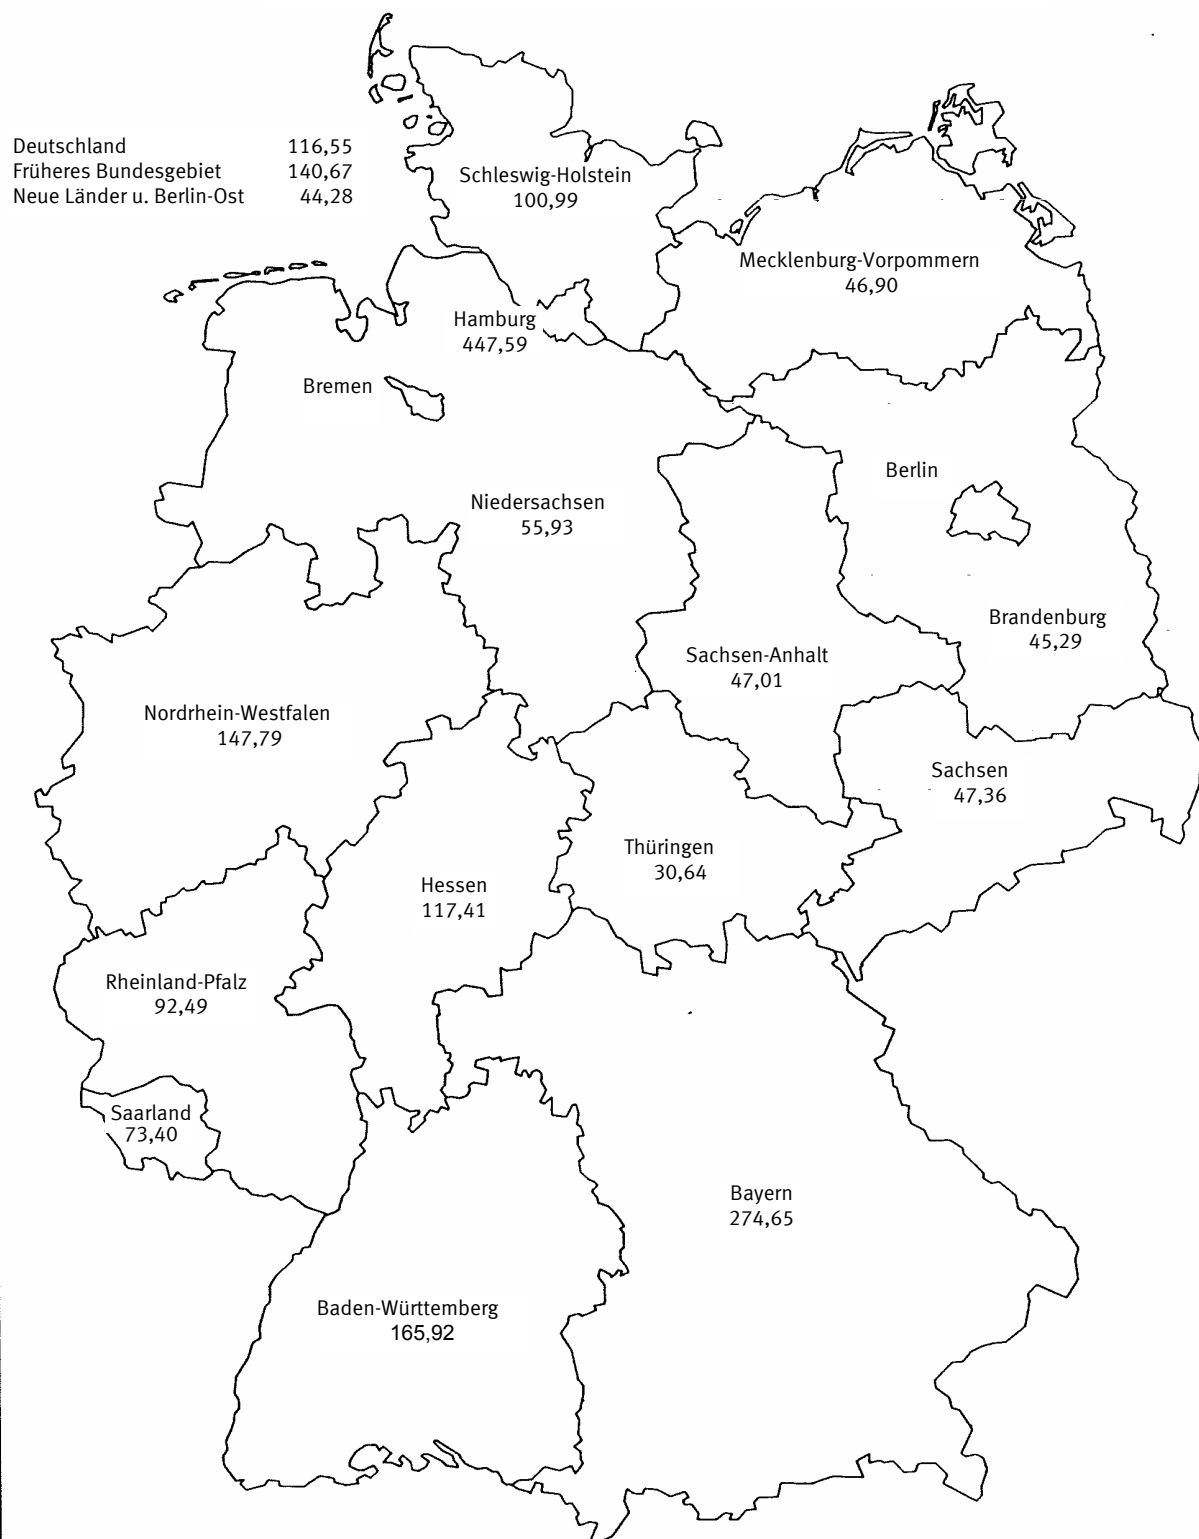 Deutschland 116,55
Früheres Bundesgebiet 140,67
Neue Länder u. Berlin-Ost 44,28
Schleswig-Holstein
100,99
Mecklenburg-Vorpommern
46,90
Hamburg
447,59
Bremen
Berlin
Niedersachsen
55,93
Brandenburg
45,29
Sachsen-Anhalt
47,01
Nordrhein-Westfalen
147,79
Sachsen
47,36
Thüringen
30,64
Hessen
117,41
Rheinland-Pfalz
92,49
Saarland
73,40
Bayern
274,65
Baden-Württemberg
165,92